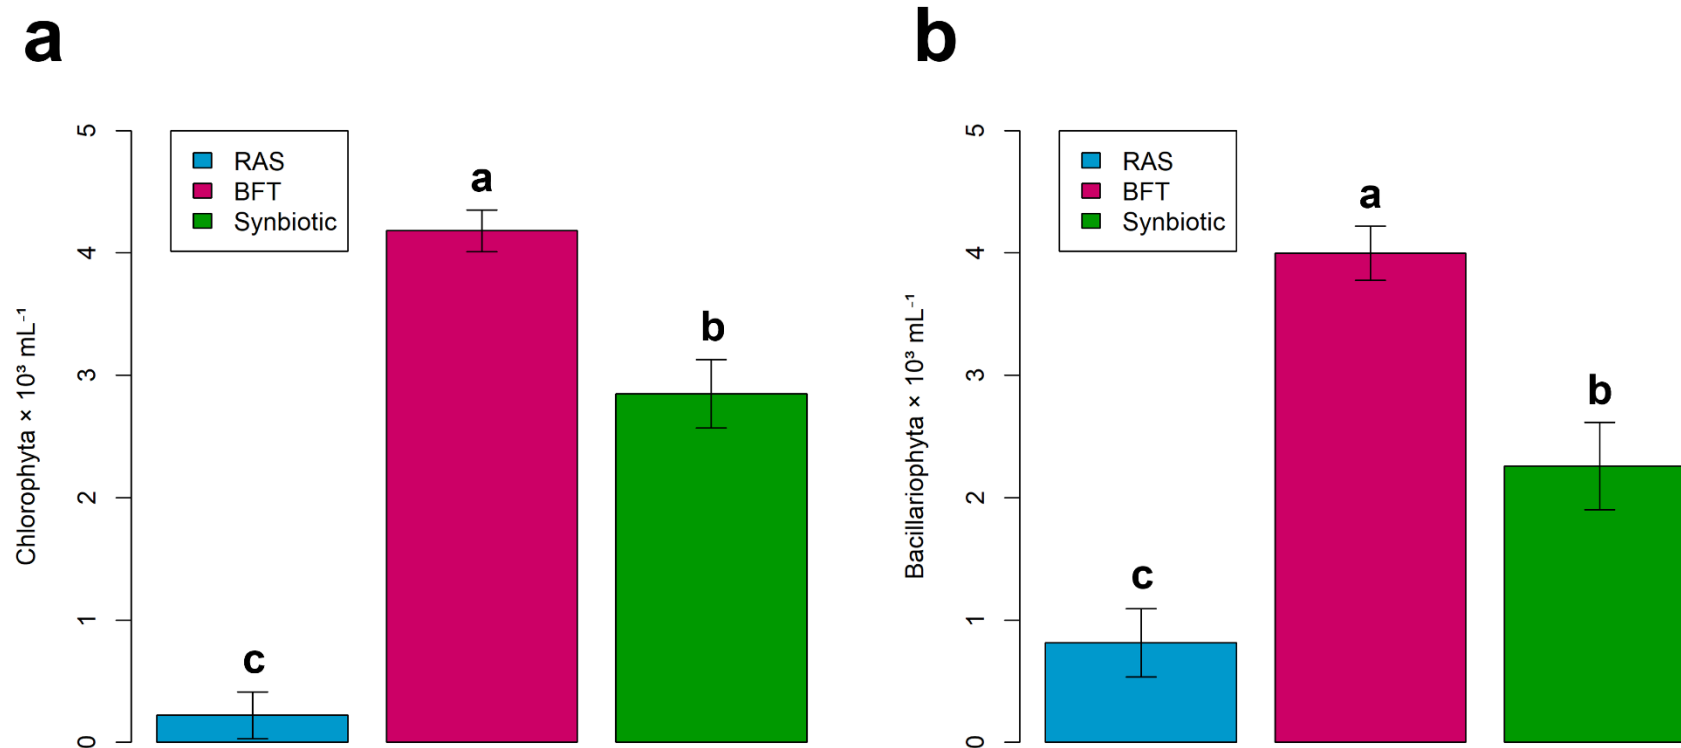 a
5
4
3
2
1
0
Chlorophyta × 10³ mL⁻¹
RAS
BFT
Synbiotic
c
a
b
b
5
4
3
2
1
0
Bacillariophyta × 10³ mL⁻¹
RAS
BFT
Synbiotic
c
a
b